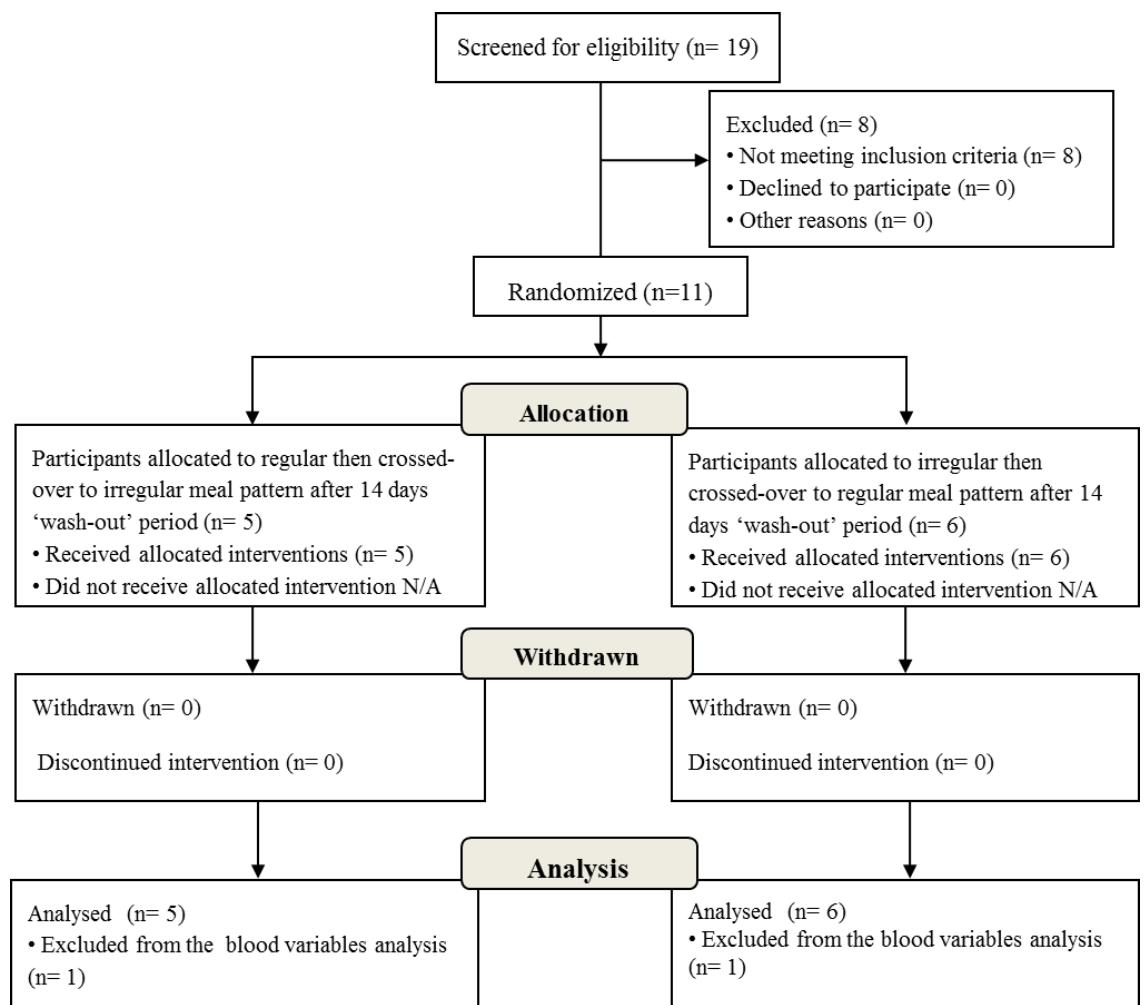 Screened for eligibility (n= 19)
Excluded (n= 8)
• Not meeting inclusion criteria (n= 8)
• Declined to participate (n= 0)
• Other reasons (n= 0)
Randomized (n=11)
Allocation
Participants allocated to regular then crossed-
over to irregular meal pattern after 14 days
‘wash-out’ period (n= 5)
• Received allocated interventions (n= 5)
• Did not receive allocated intervention N/A
Participants allocated to irregular then
crossed-over to regular meal pattern after 14
days ‘wash-out’ period (n= 6)
• Received allocated interventions (n= 6)
• Did not receive allocated intervention N/A
Withdrawn
Withdrawn (n= 0)
Discontinued intervention (n= 0)
Withdrawn (n= 0)
Discontinued intervention (n= 0)
Analysis
Analysed (n= 5)
• Excluded from the blood variables analysis
(n= 1)
Analysed (n= 6)
• Excluded from the blood variables analysis
(n= 1)